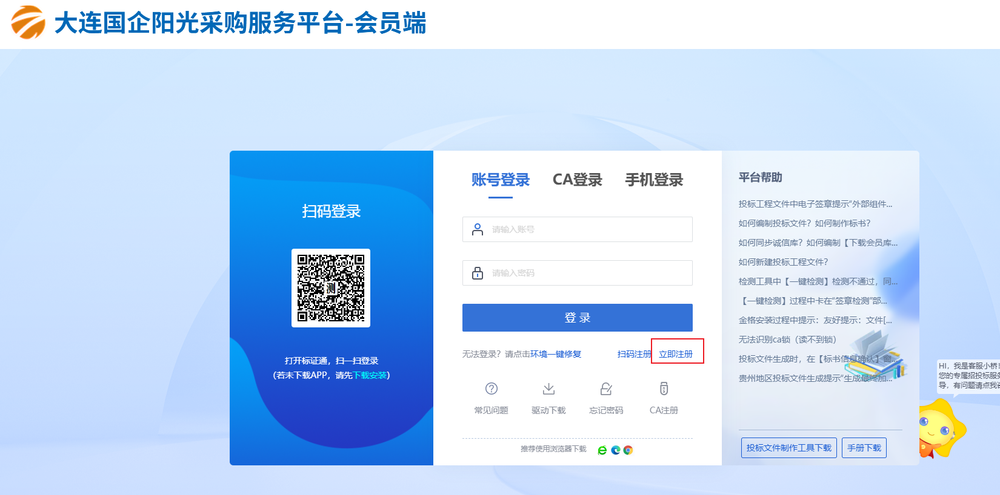 大连国企阳光采购服务平台-会员端
扫码登录
测
打开标证通，扫一扫登录
(若未下载APP，请先下载安装)
账号登录 CA登录 手机登录
请输入账号
请输入密码
登 录
无法登录？请点击环境一键修复 扫码注册 立即注册
常见问题 驱动下载 忘记密码 CA注册
推荐使用浏览器下载
平台帮助
投标工程文件中电子签章提示“外部组件...
如何编制投标文件？如何制作标书？
如何同步诚信库？如何编制【下载会员库...
如何新建投标工程文件？
检测工具中【一键检测】检测不通过，同...
【一键检测】过程中卡在“签章检测”部...
金格安装过程中提示：友好提示：文件[...
无法识别ca锁（读不到锁）
投标文件生成时，在【标书信息确认】窗...
贵州地区投标文件生成提示“生成最终加...
投标文件制作工具下载 手册下载
HI，我是客服小桥!
您的专属招投标服务
导，有问题请点我